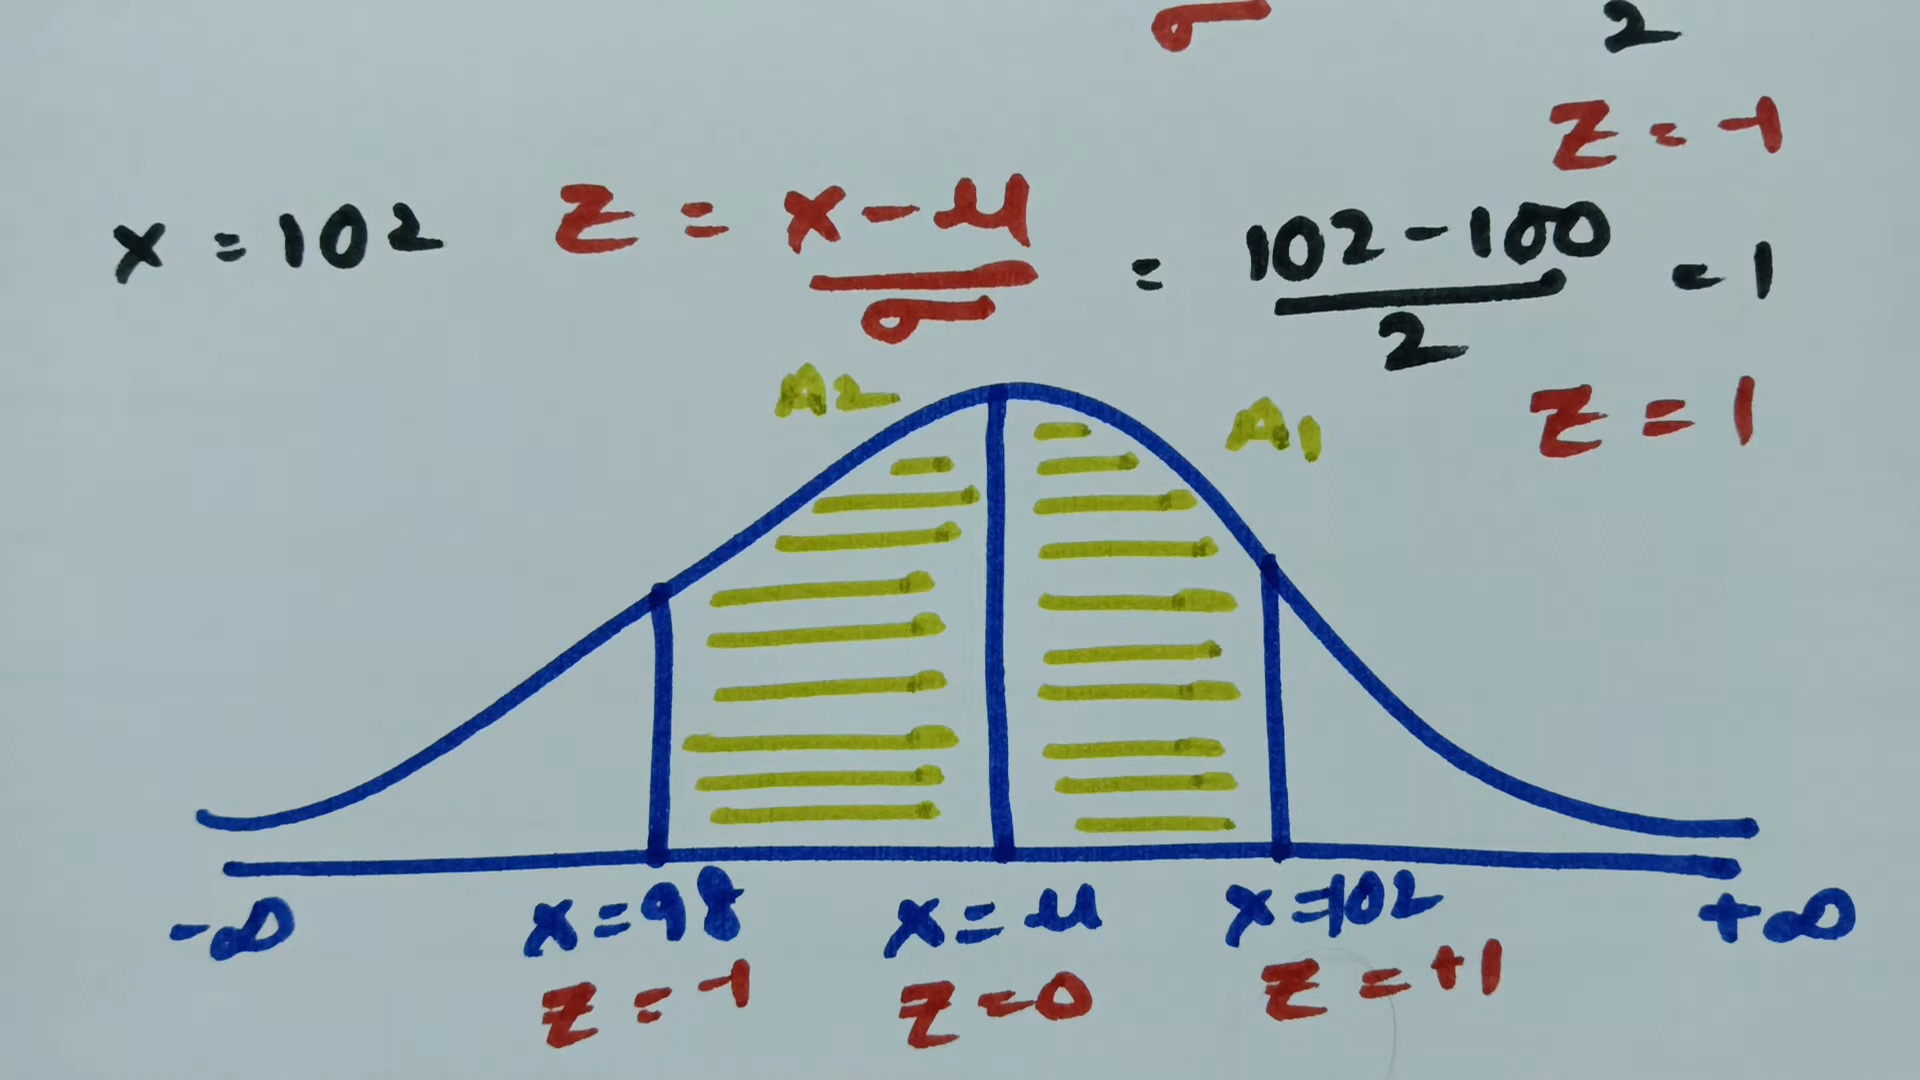 σ 2
z = -1
x = 102 z = x - μ / σ = 102 - 100 / 2 = 1
z = 1
A2 A1
-∞ x = 98 x = μ x = 102 +∞
z = -1 z = 0 z = +1